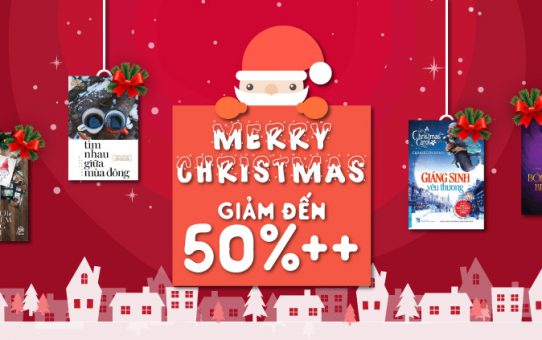 MERRY
CHRISTMAS
GIẢM ĐẾN
50%++
tìm
nhau
giữa
mùa đông
A
Christmas
Carol
GIÁNG SINH
yêu thương